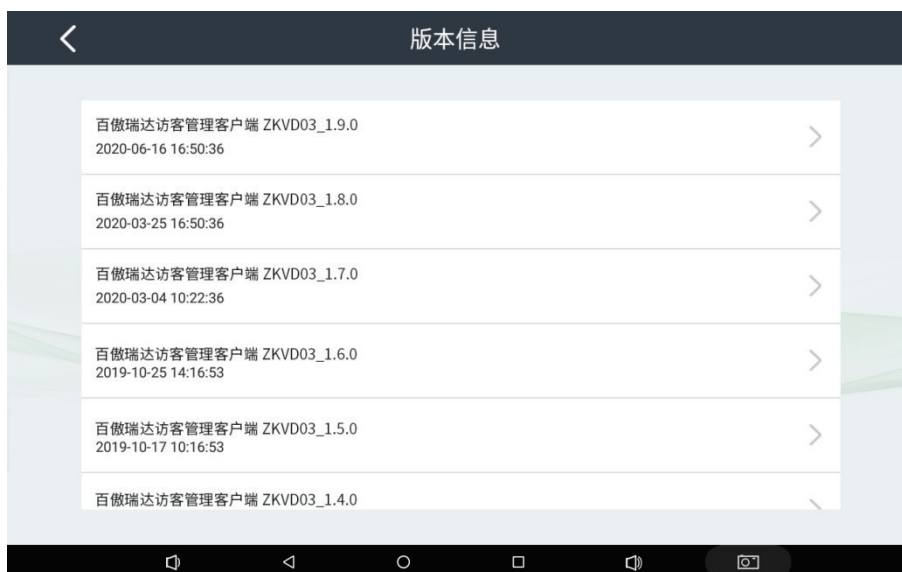 版本信息
百傲瑞达访客管理客户端 ZKVD03_1.9.0
2020-06-16 16:50:36
百傲瑞达访客管理客户端 ZKVD03_1.8.0
2020-03-25 16:50:36
百傲瑞达访客管理客户端 ZKVD03_1.7.0
2020-03-04 10:22:36
百傲瑞达访客管理客户端 ZKVD03_1.6.0
2019-10-25 14:16:53
百傲瑞达访客管理客户端 ZKVD03_1.5.0
2019-10-17 10:16:53
百傲瑞达访客管理客户端 ZKVD03_1.4.0